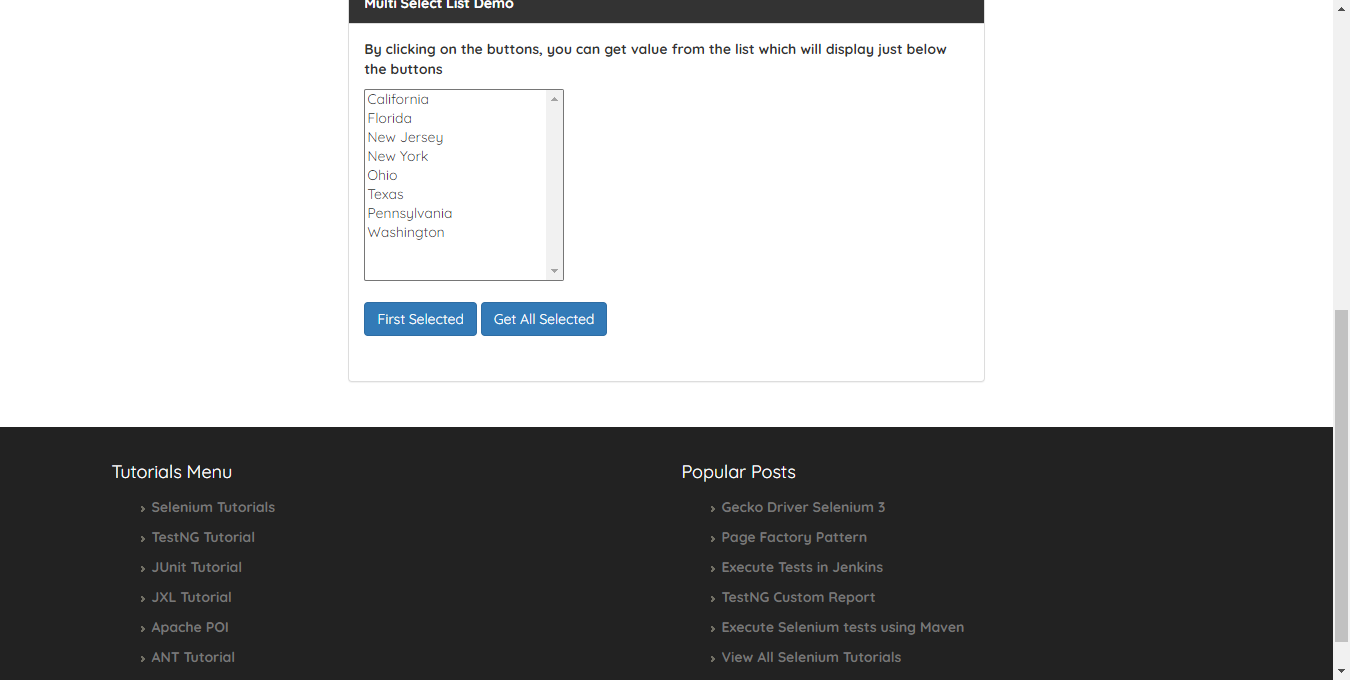 Multi Select List Demo
By clicking on the buttons, you can get value from the list which will display just below
the buttons
California
Florida
New Jersey
New York
Ohio
Texas
Pennsylvania
Washington
First Selected Get All Selected
Tutorials Menu
Selenium Tutorials
TestNG Tutorial
JUnit Tutorial
JXL Tutorial
Apache POI
ANT Tutorial
Popular Posts
Gecko Driver Selenium 3
Page Factory Pattern
Execute Tests in Jenkins
TestNG Custom Report
Execute Selenium tests using Maven
View All Selenium Tutorials